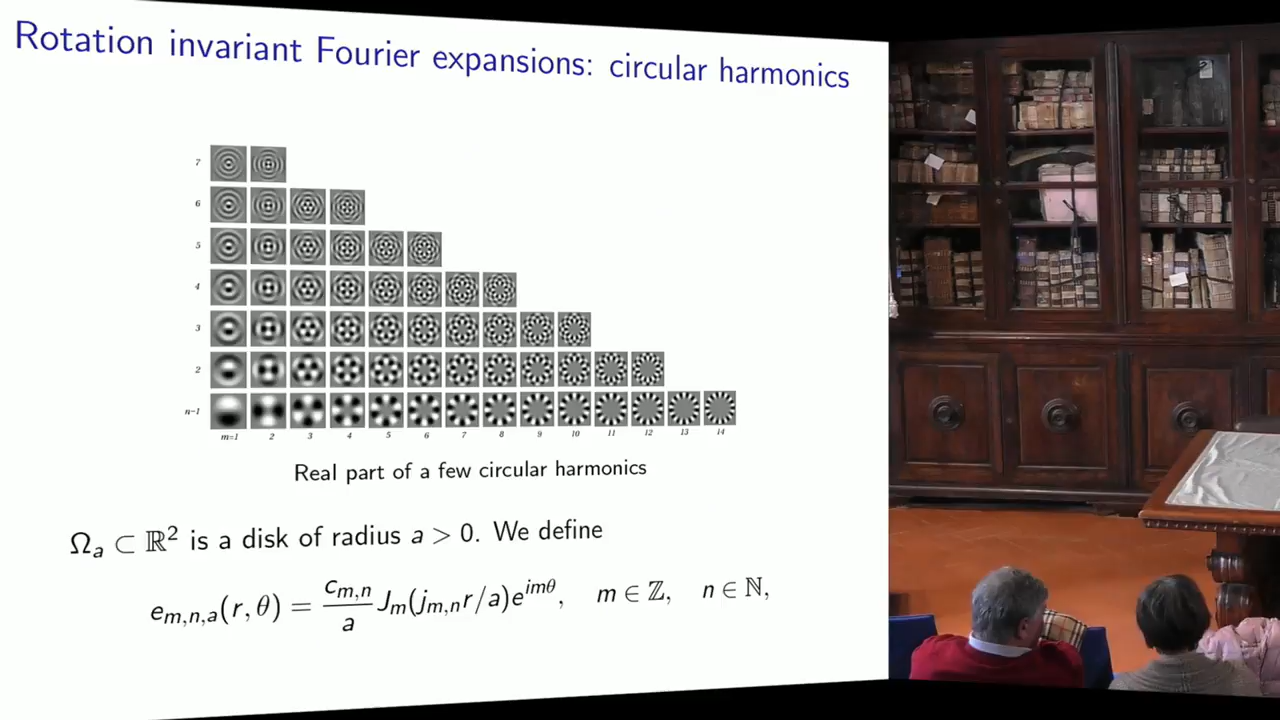 Rotation invariant Fourier expansions: circular harmonics
7
6
5
4
3
2
n=1
m=1 2 3 4 5 6 7 8 9 10 11 12 13 14
Real part of a few circular harmonics
Ωₐ ⊂ ℝ² is a disk of radius a > 0. We define
e_{m,n,a}(r, θ) = \frac{c_{m,n}}{a} J_m(j_{m,n}r/a)e^{imθ}, m ∈ ℤ, n ∈ ℕ,